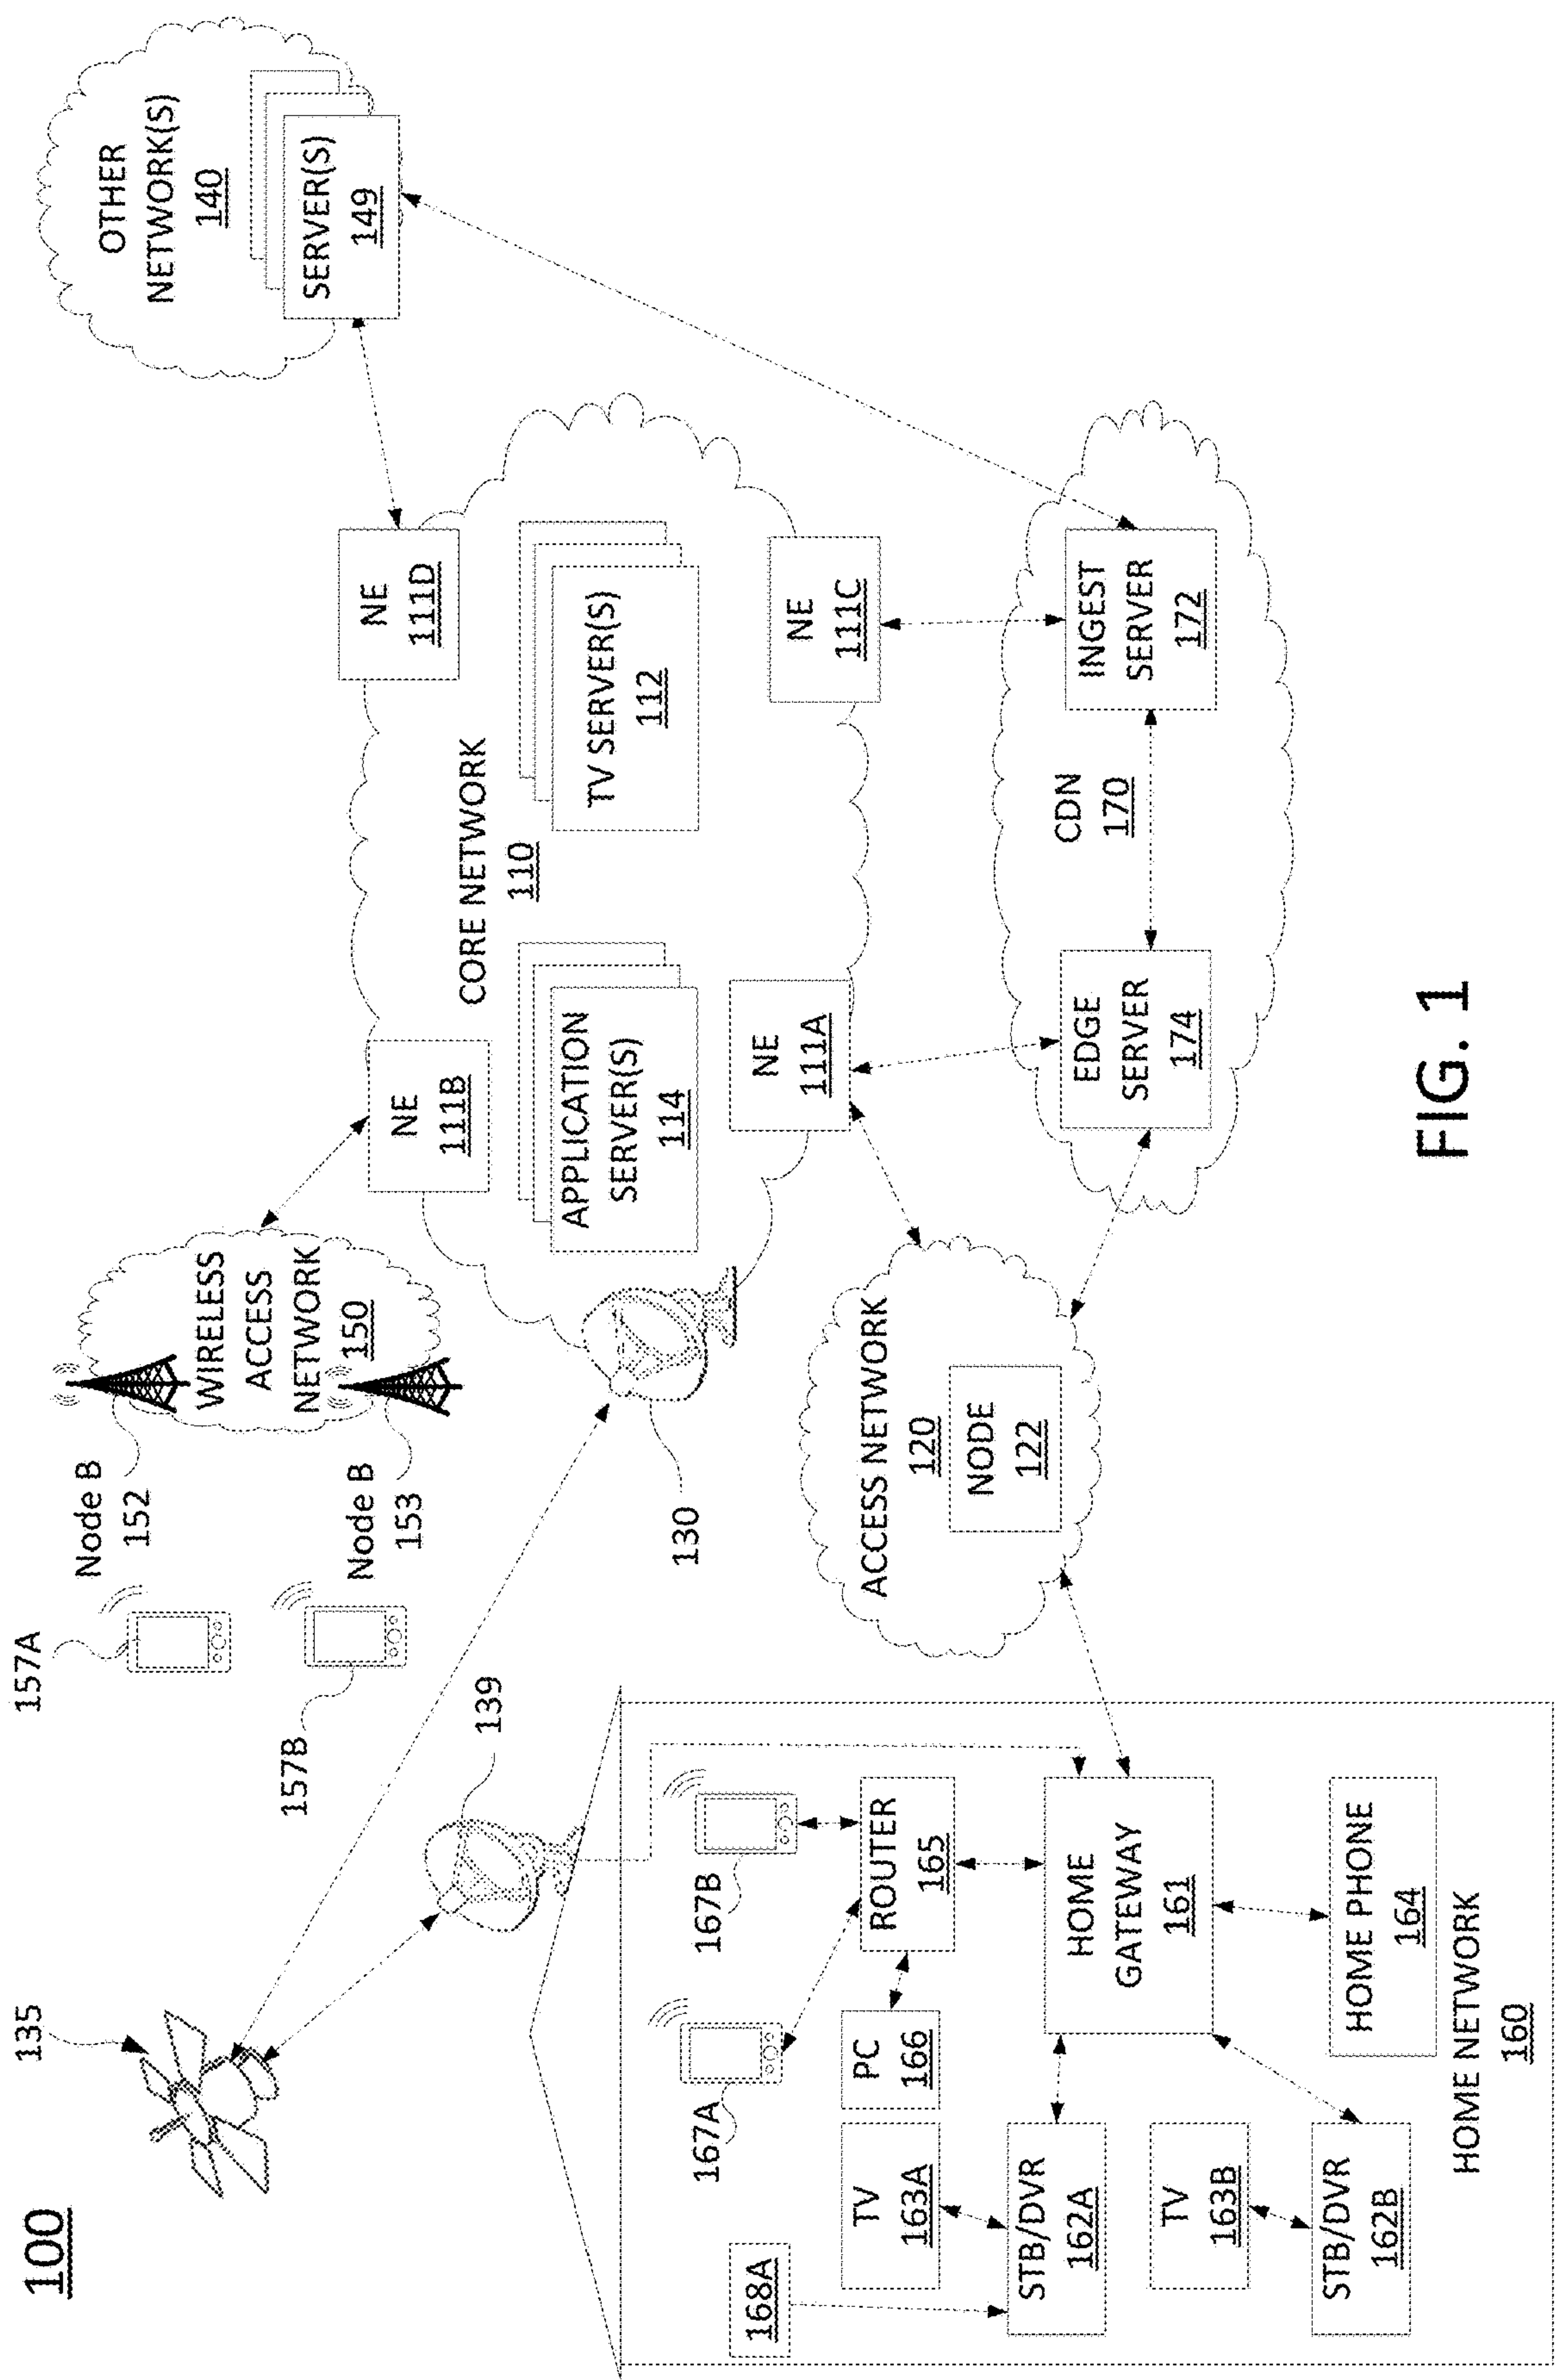 100
135
157A
157B
Node B
152
Node B
153
WIRELESS
ACCESS
NETWORK
150
OTHER
NETWORK(S)
140
SERVER(S)
149
NE
111B
NE
111D
CORE NETWORK
110
APPLICATION
SERVER(S)
114
TV SERVER(S)
112
NE
111A
NE
111C
139
130
ACCESS NETWORK
120
NODE
122
EDGE
SERVER
174
CDN
170
INGEST
SERVER
172
167A
167B
168A
TV
163A
PC
166
ROUTER
165
STB/DVR
162A
HOME
GATEWAY
161
TV
163B
STB/DVR
162B
HOME PHONE
164
HOME NETWORK
160
FIG. 1